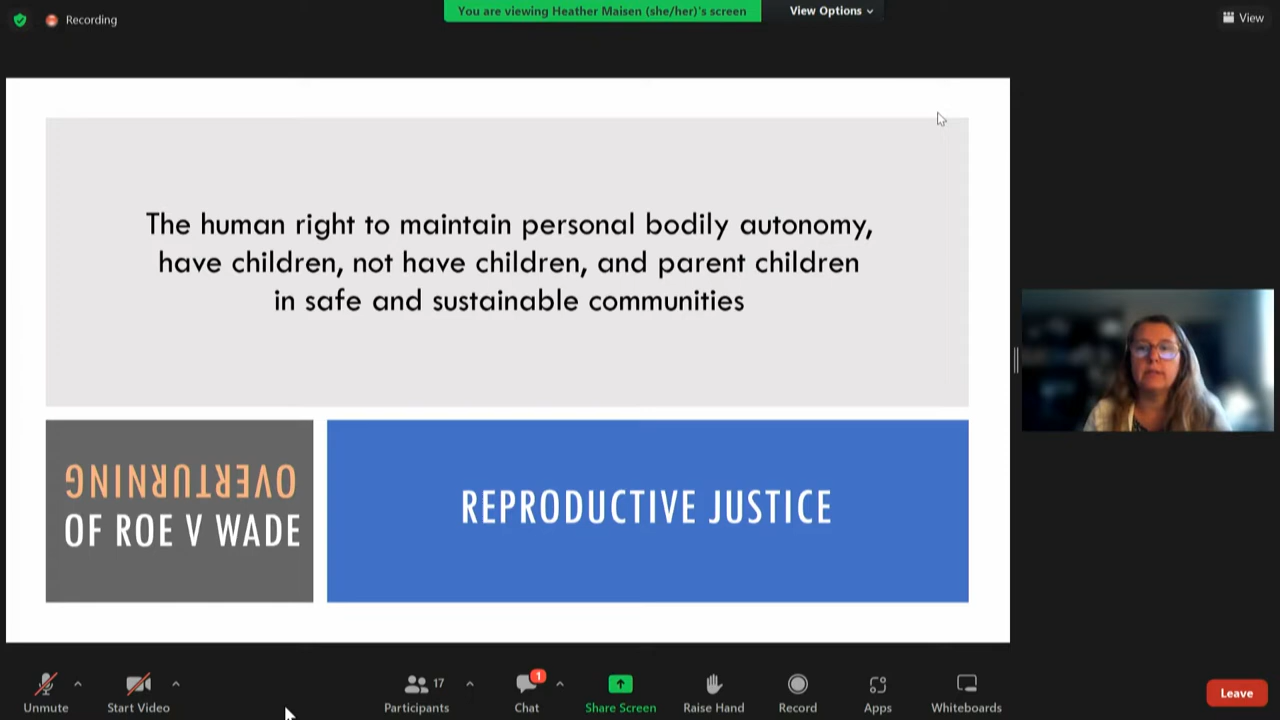 Recording
You are viewing Heather Maisen (she/her)'s screen
View Options
View
The human right to maintain personal bodily autonomy,
have children, not have children, and parent children
in safe and sustainable communities
OVERTURNING
OF ROE V WADE
REPRODUCTIVE JUSTICE
17
1
Unmute
Start Video
Participants
Chat
Share Screen
Raise Hand
Record
Apps
Whiteboards
Leave